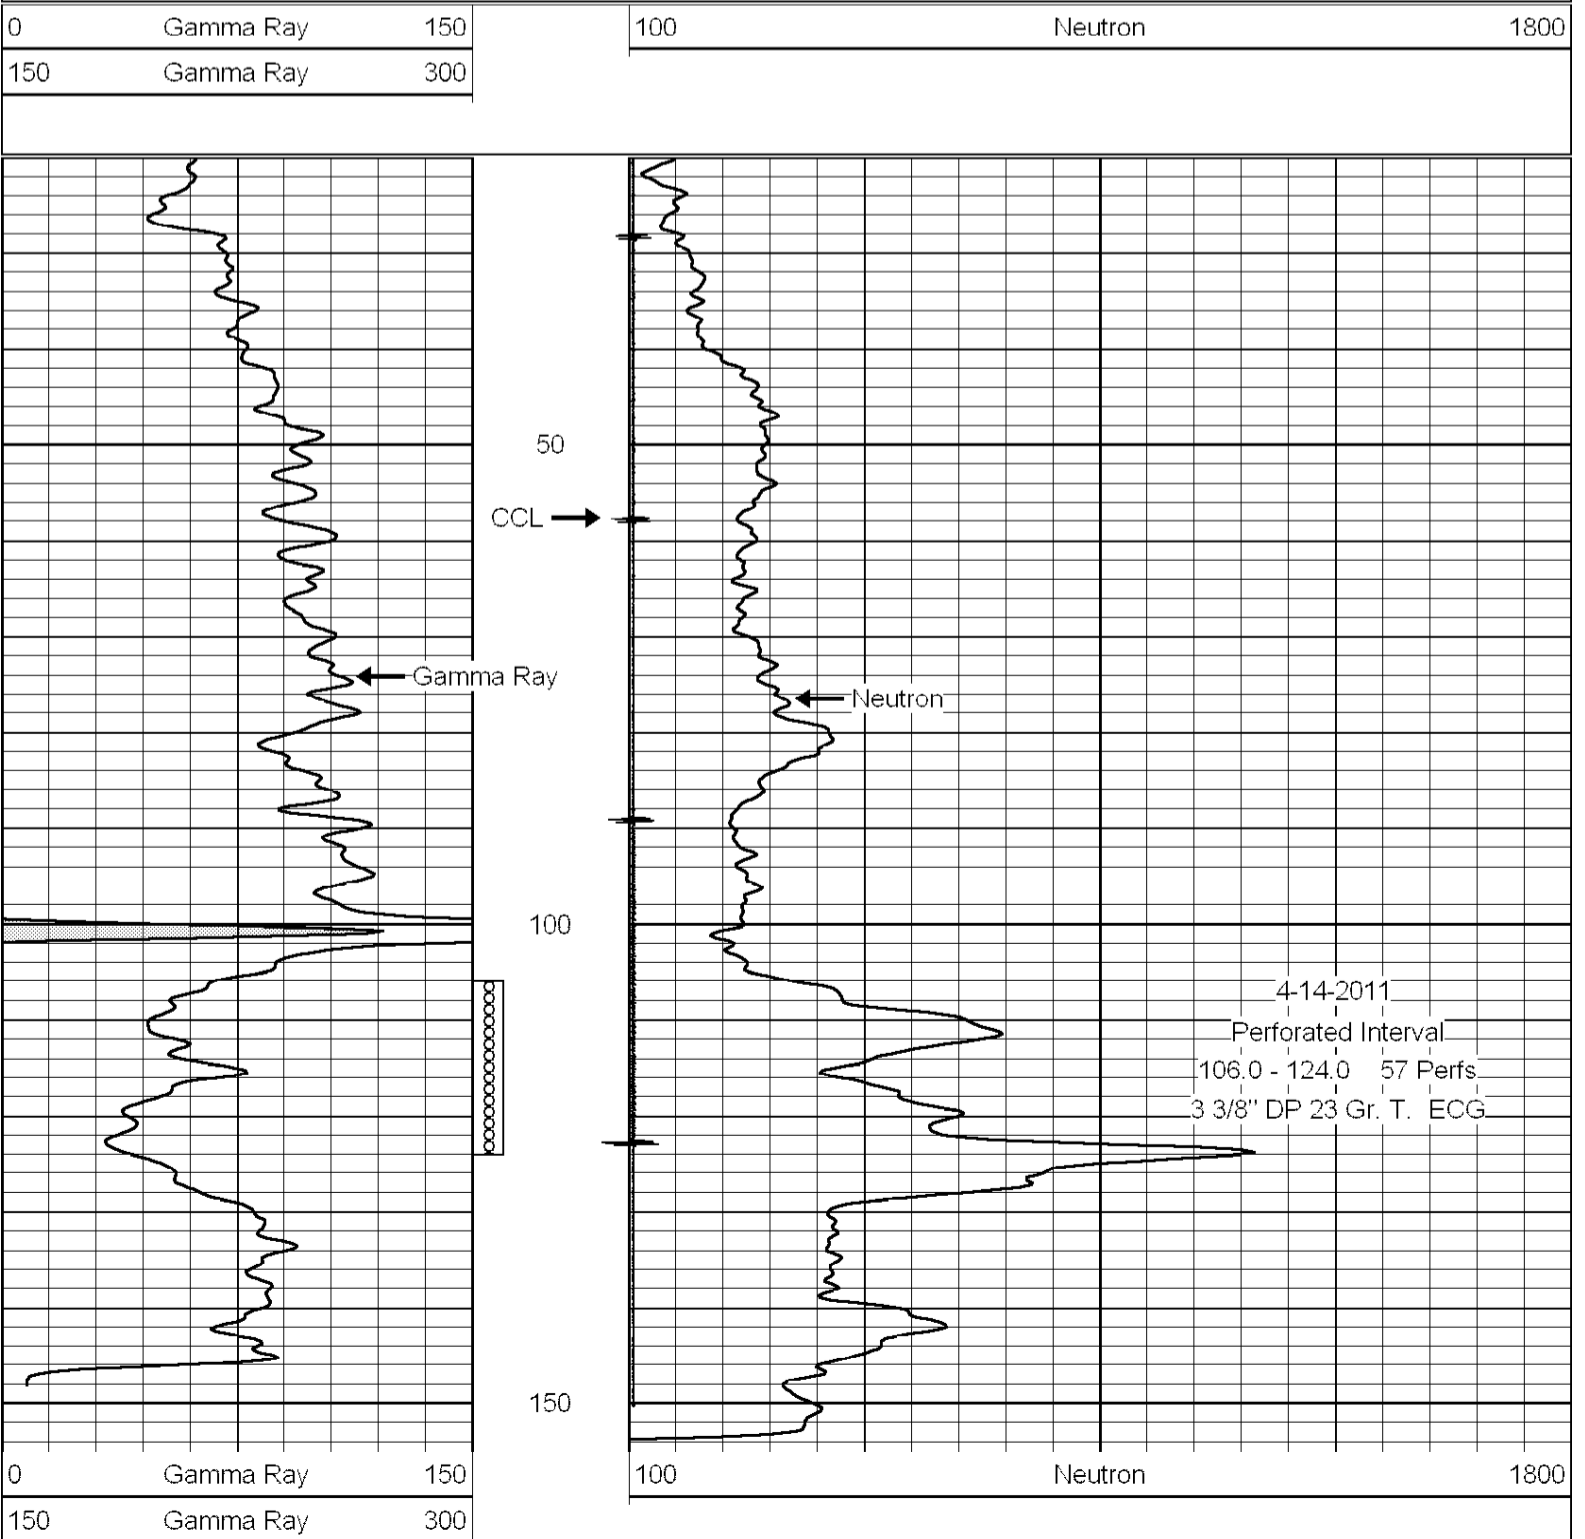 0 Gamma Ray 150 100 Neutron 1800
150 Gamma Ray 300
50
CCL
Gamma Ray
Neutron
100
4-14-2011
Perforated Interval
106.0 - 124.0 57 Perfs
3 3/8" DP 23 Gr. T. ECG
150
0 Gamma Ray 150 100 Neutron 1800
150 Gamma Ray 300